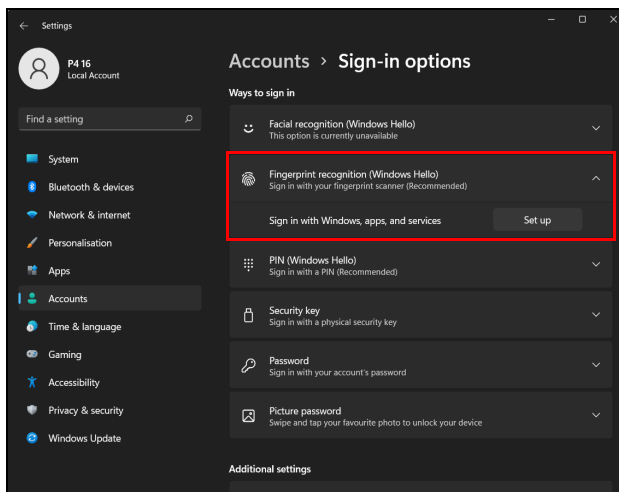 Settings
P4 16
Local Account
Find a setting
System
Bluetooth & devices
Network & internet
Personalisation
Apps
Accounts
Time & language
Gaming
Accessibility
Privacy & security
Windows Update
Accounts > Sign-in options
Ways to sign in
Facial recognition (Windows Hello)
This option is currently unavailable
Fingerprint recognition (Windows Hello)
Sign in with your fingerprint scanner (Recommended)
Sign in with Windows, apps, and services Set up
PIN (Windows Hello)
Sign in with a PIN (Recommended)
Security key
Sign in with a physical security key
Password
Sign in with your account's password
Picture password
Swipe and tap your favourite photo to unlock your device
Additional settings